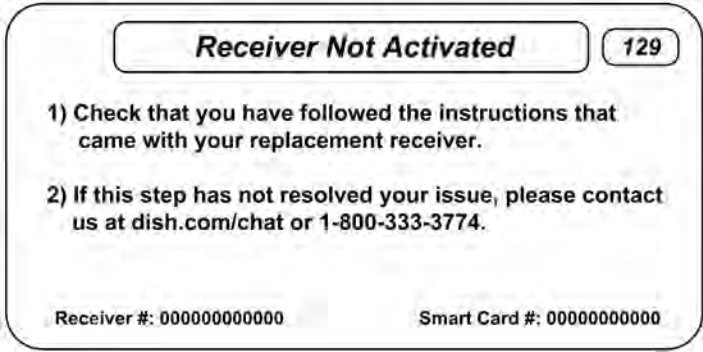 Receiver Not Activated
129
1) Check that you have followed the instructions that
came with your replacement receiver.
2) If this step has not resolved your issue, please contact
us at dish.com/chat or 1-800-333-3774.
Receiver #: 000000000000
Smart Card #: 00000000000